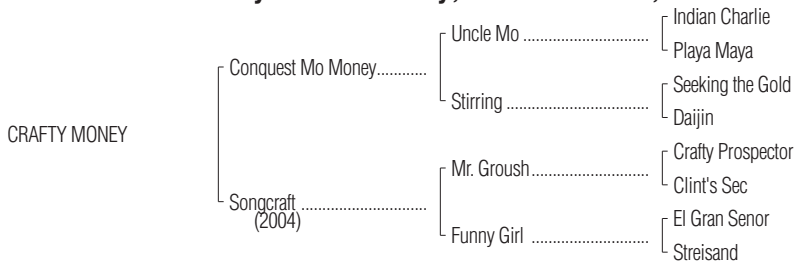 Indian Charlie
Uncle Mo ........................................
Playa Maya
Conquest Mo Money............
Seeking the Gold
Stirring ............................................
Daijin
CRAFTY MONEY
Crafty Prospector
Mr. Groush.....................................
Clint's Sec
Songcraft ........................................
(2004)
El Gran Senor
Funny Girl ......................................
Streisand